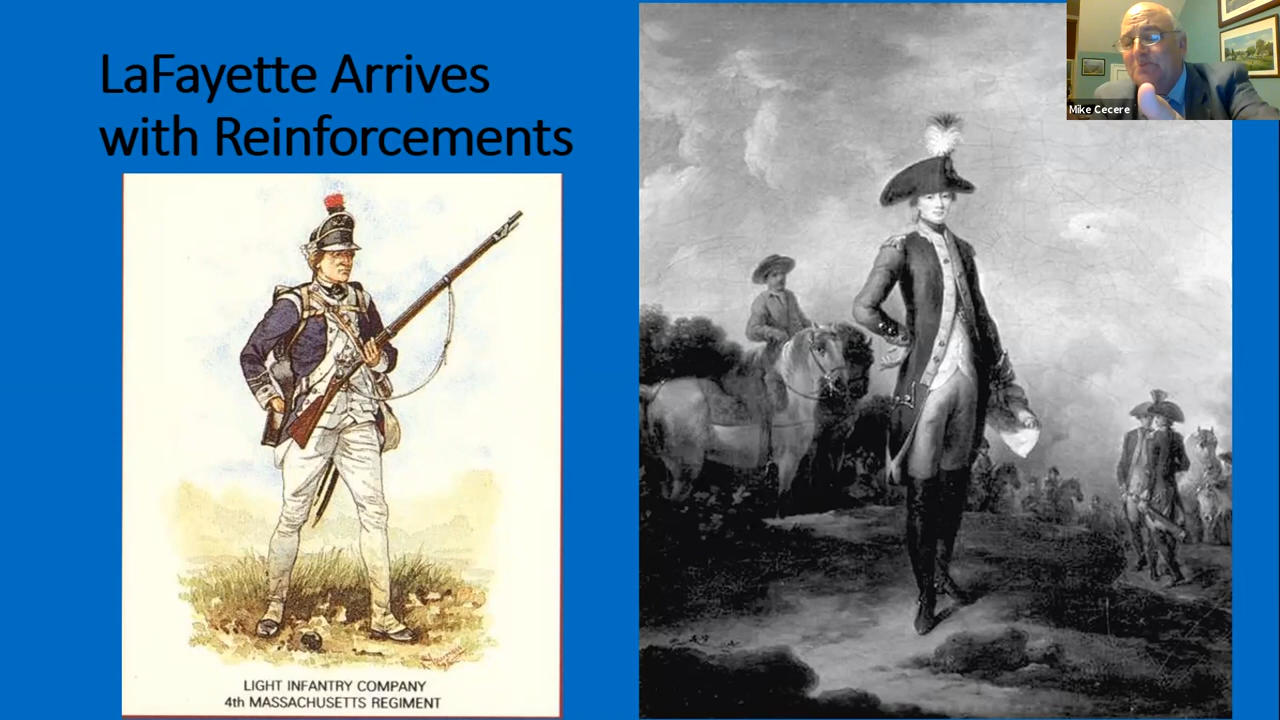 LaFayette Arrives
with Reinforcements
Mike Cecere
LIGHT INFANTRY COMPANY
4th MASSACHUSETTS REGIMENT